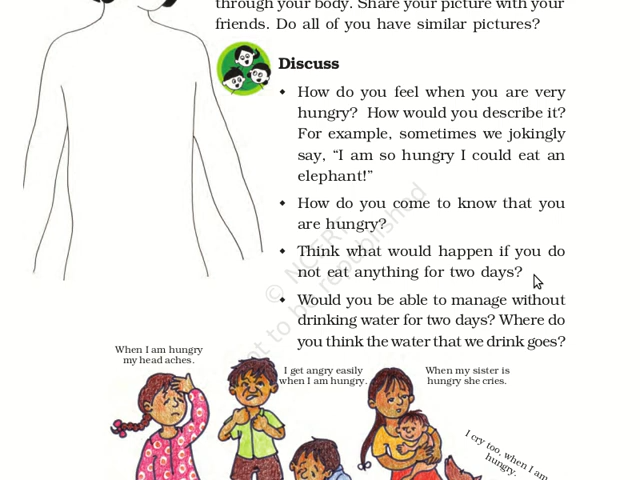 through your body. Share your picture with your
friends. Do all of you have similar pictures?
Discuss
How do you feel when you are very
hungry? How would you describe it?
For example, sometimes we jokingly
say, “I am so hungry I could eat an
elephant!”
How do you come to know that you
are hungry?
Think what would happen if you do
not eat anything for two days?
Would you be able to manage without
drinking water for two days? Where do
you think the water that we drink goes?
© NCERT
not to be republished
When I am hungry
my head aches.
I get angry easily
when I am hungry.
When my sister is
hungry she cries.
I cry too, when I am
hungry.